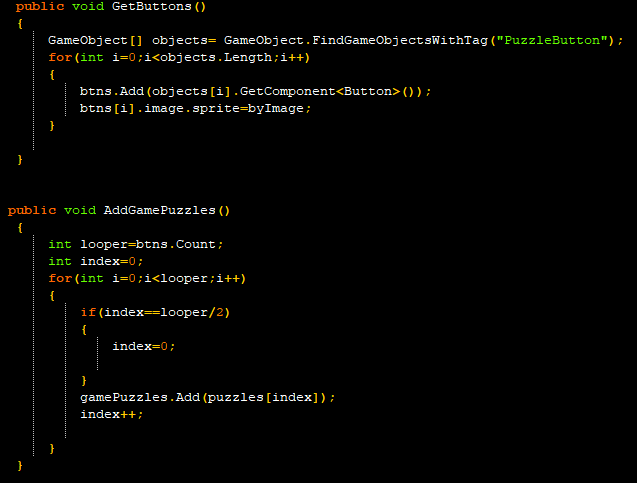 public void GetButtons()
{
GameObject[] objects= GameObject.FindGameObjectsWithTag("PuzzleButton");
for(int i=0;i<objects.Length;i++)
{
btns.Add(objects[i].GetComponent<Button>());
btns[i].image.sprite=byImage;
}
}
public void AddGamePuzzles()
{
int looper=btns.Count;
int index=0;
for(int i=0;i<looper;i++)
{
if(index==looper/2)
{
index=0;
}
gamePuzzles.Add(puzzles[index]);
index++;
}
}